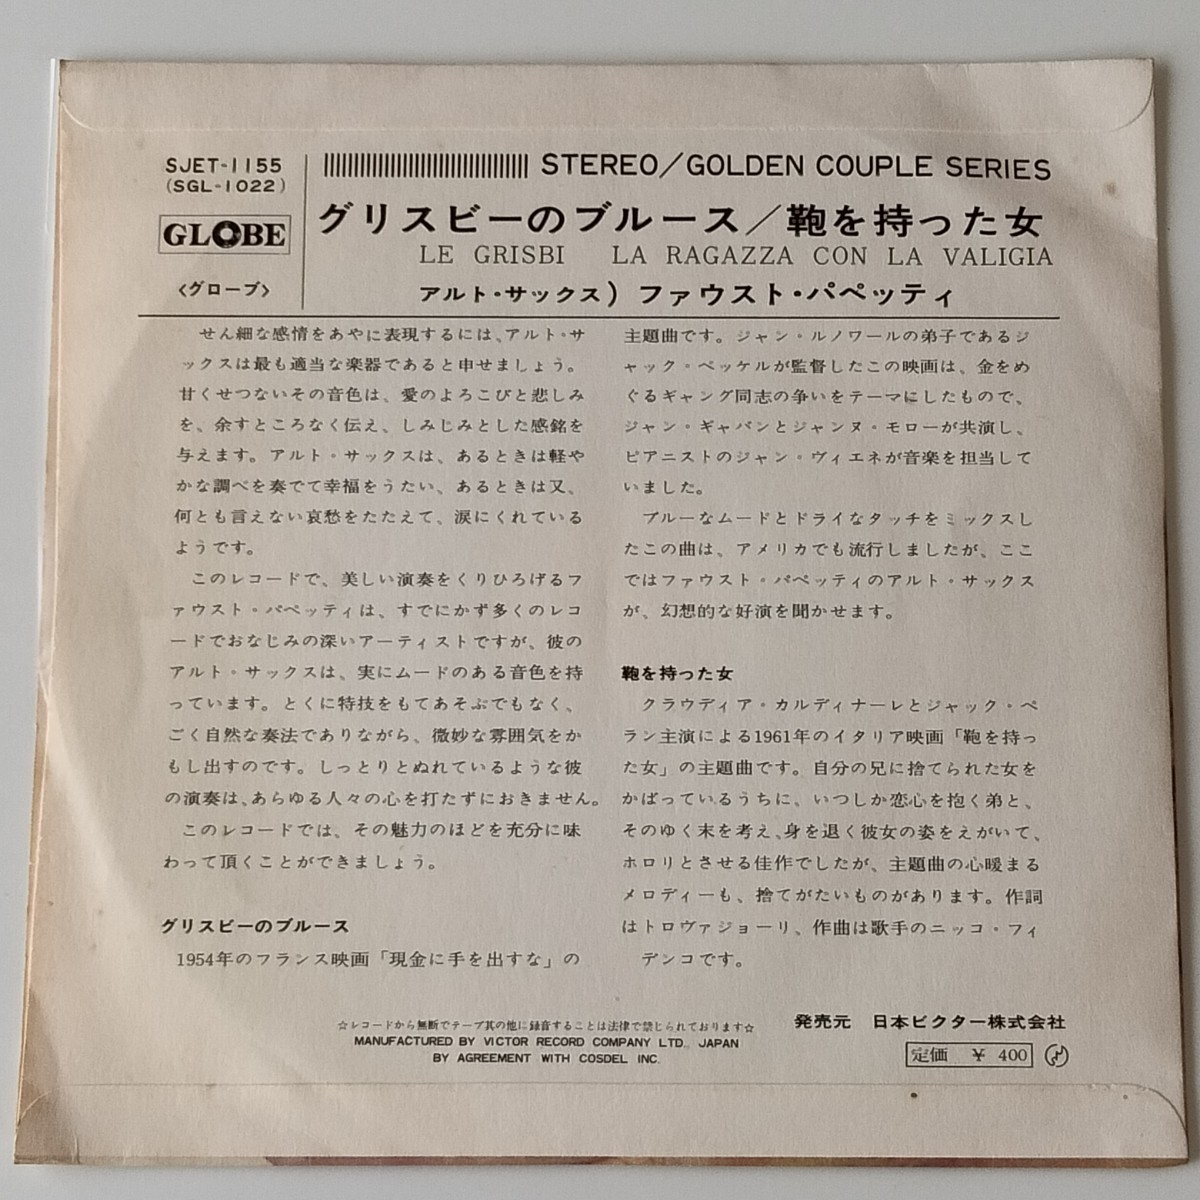 SJET-1155
(SGL-1022)
GLOBE
〈グローブ〉
STEREO/GOLDEN COUPLE SERIES
グリスビーのブルース/鞄を持った女
LE GRISBI LA RAGAZZA CON LA VALIGIA
アルト・サックス) ファウスト・パペッティ
せん細な感情をあやに表現するには、アルト・サ
ックスは最も適当な楽器であると申せましょう。
甘くせつないその音色は、愛のよろこびと悲しみ
を、余すところなく伝え、しみじみとした感銘を
与えます。アルト・サックスは、あるときは軽や
かな調べを奏でて幸福をうたい、あるときは又、
何とも言えない哀愁をたたえて、涙にくれている
ようです。
このレコードで、美しい演奏をくりひろげるフ
ァウスト・パペッティは、すでにかず多くのレコ
ードでおなじみの深いアーティストですが、彼の
アルト・サックスは、実にムードのある音色を持
っています。とくに特技をもてあそぶでもなく、
ごく自然な奏法でありながら、微妙な雰囲気をか
もし出すのです。しっとりとぬれているような彼
の演奏は、あらゆる人々の心を打たずにおきません。
このレコードでは、その魅力のほどを充分に味
わって頂くことができましょう。
グリスビーのブルース
1954年のフランス映画「現金に手を出すな」の
主題曲です。ジャン・ルノワールの弟子であるジ
ャック・ベッケルが監督したこの映画は、金をめ
ぐるギャング同志の争いをテーマにしたもので、
ジャン・ギャバンとジャンヌ・モローが共演し、
ピアニストのジャン・ヴィエネが音楽を担当して
いました。
ブルーなムードとドライなタッチをミックスし
たこの曲は、アメリカでも流行しましたが、ここ
ではファウスト・パペッティのアルト・サックス
が、幻想的な好演を聞かせます。
鞄を持った女
クラウディア・カルディナーレとジャック・ペ
ラン主演による1961年のイタリア映画「鞄を持っ
た女」の主題曲です。自分の兄に捨てられた女を
かばっているうちに、いつしか恋心を抱く弟と、
そのゆく末を考え、身を退く彼女の姿をえがいて、
ホロリとさせる佳作でしたが、主題曲の心暖まる
メロディーも、捨てがたいものがあります。作詞
はトロヴァジョーリ、作曲は歌手のニッコ・フィ
デンコです。
☆レコードから無断でテープ其の他に録音することは法律で禁じられております☆
MANUFACTURED BY VICTOR RECORD COMPANY LTD., JAPAN
BY AGREEMENT WITH COSDEL INC.
発売元 日本ビクター株式会社
定価 ¥ 400